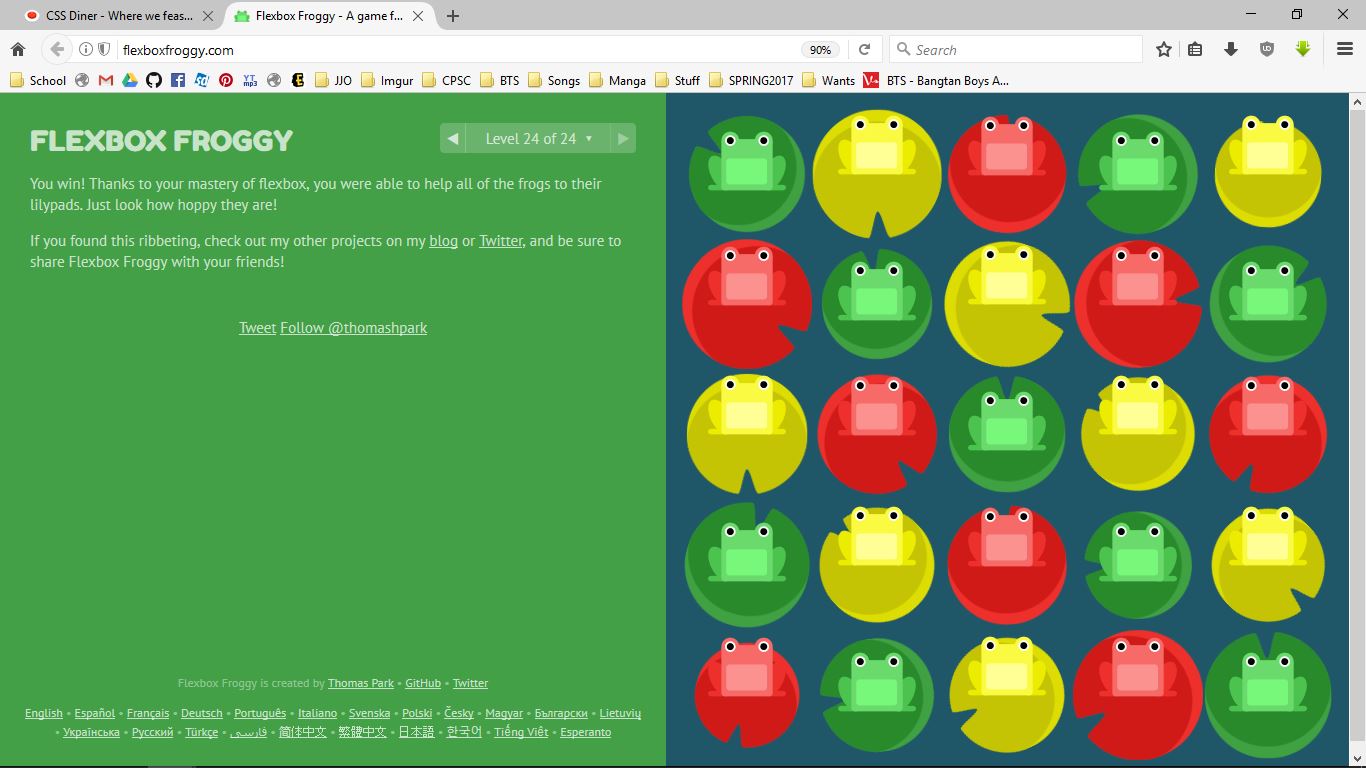 CSS Diner - Where we feas...
Flexbox Froggy - A game f...
flexboxfroggy.com
90%
Search
School
YT mp3
JJO
Imgur
CPSC
BTS
Songs
Manga
Stuff
SPRING2017
Wants
BTS - Bangtan Boys A...
FLEXBOX FROGGY
Level 24 of 24
You win! Thanks to your mastery of flexbox, you were able to help all of the frogs to their
lilypads. Just look how hoppy they are!
If you found this ribbeting, check out my other projects on my blog or Twitter, and be sure to
share Flexbox Froggy with your friends!
Tweet Follow @thomashpark
Flexbox Froggy is created by Thomas Park • GitHub • Twitter
English • Español • Français • Deutsch • Português • Italiano • Svenska • Polski • Česky • Magyar • Български • Lietuvių
• Українська • Русский • Türkçe • فارسی • 简体中文 • 繁體中文 • 日本語 • 한국어 • Tiếng Việt • Esperanto